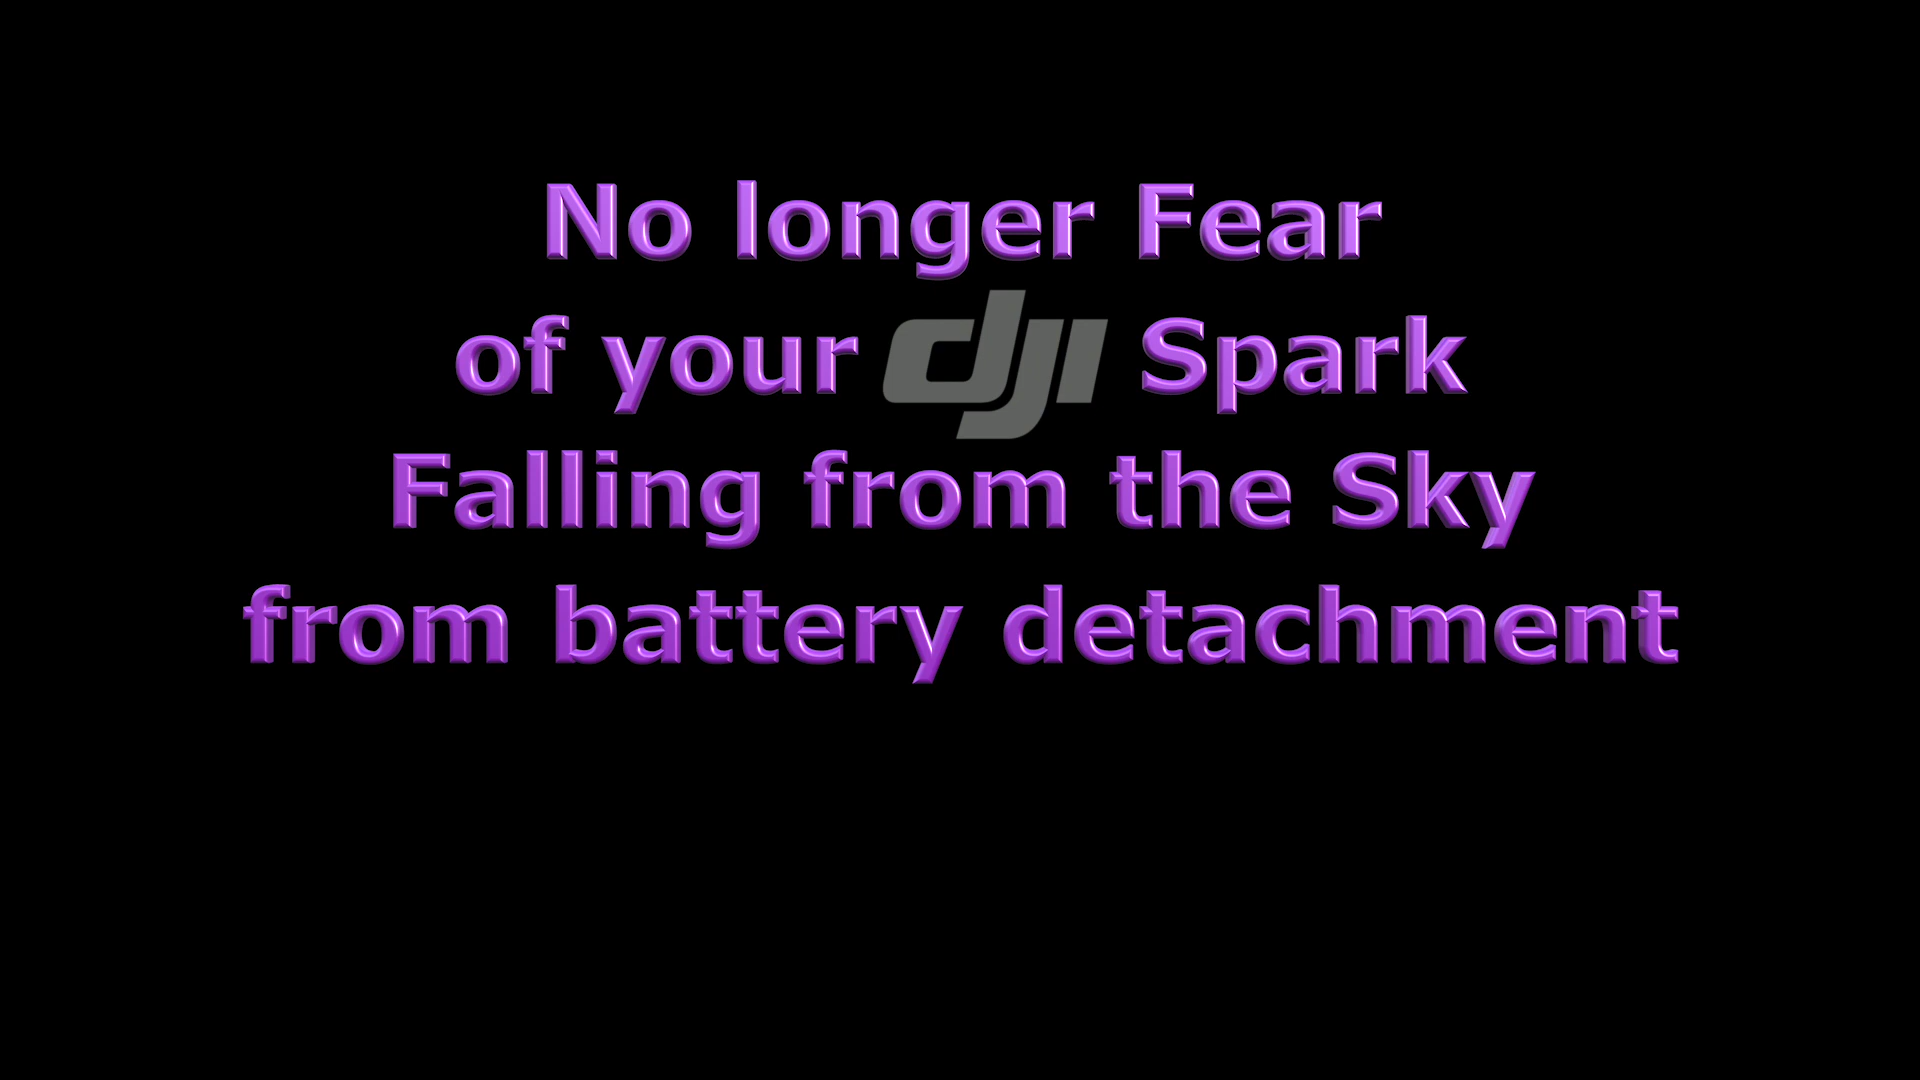 No longer Fear
of your dji Spark
Falling from the Sky
from battery detachment